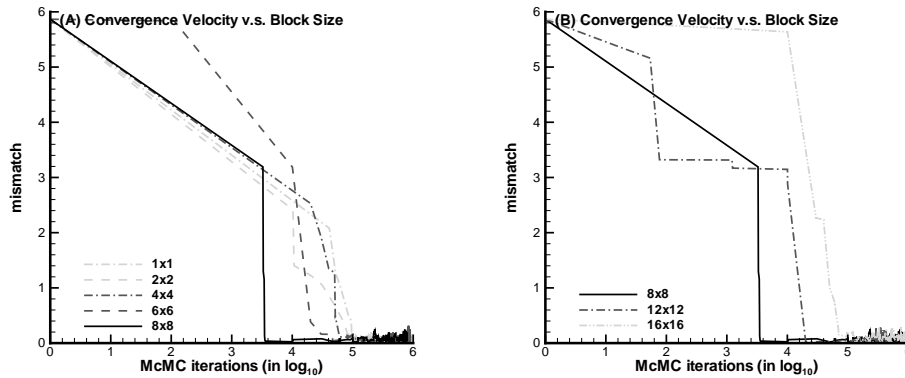 (A) Convergence Velocity v.s. Block Size
6
5
4
3
2
1
0
mismatch
1x1
2x2
4x4
6x6
8x8
0 1 2 3 4 5 6
McMC iterations (in log10)
(B) Convergence Velocity v.s. Block Size
6
5
4
3
2
1
0
mismatch
8x8
12x12
16x16
0 1 2 3 4 5 6
McMC iterations (in log10)